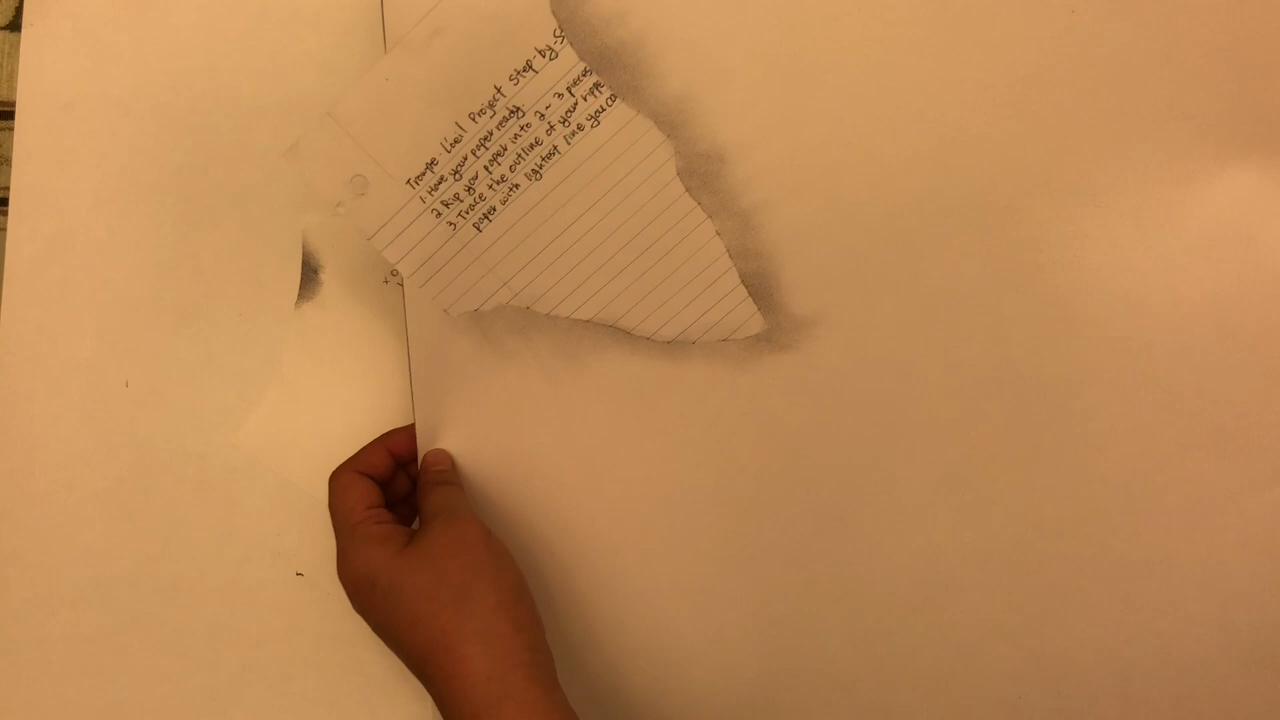 Trompe L'oeil Project Step-by-S
1. Have your paper ready.
2. Rip your paper into 2~3 pieces
3. Trace the outline of your rippe
paper with lightest line you ca